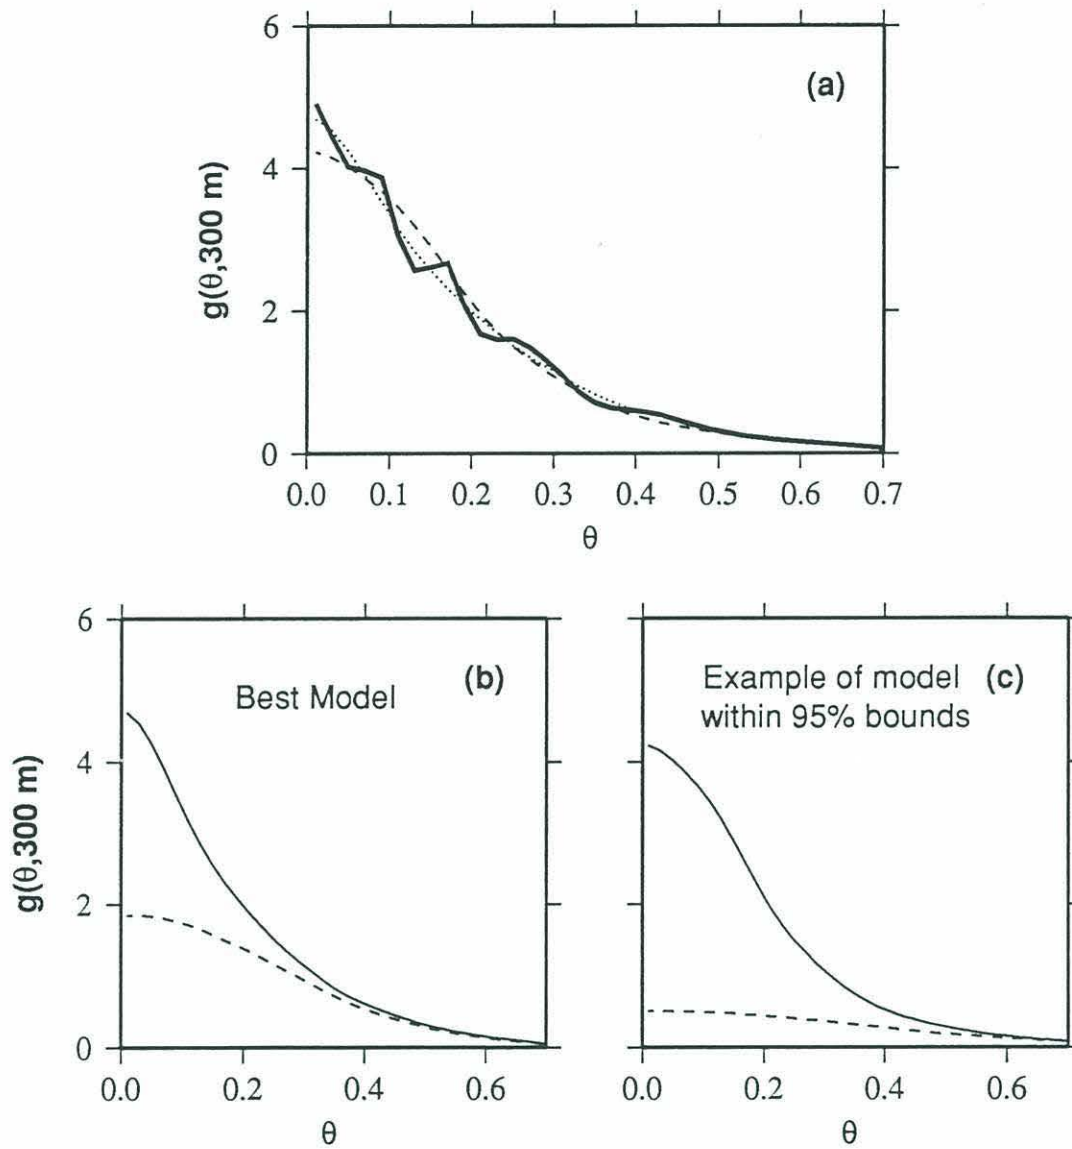 6
(a)
4
g(θ,300 m)
2
0
0.0 0.1 0.2 0.3 0.4 0.5 0.6 0.7
θ
6
Best Model (b)
Example of model (c)
within 95% bounds
4
g(θ,300 m)
2
0
0.0 0.2 0.4 0.6
0.0 0.2 0.4 0.6
θ
θ